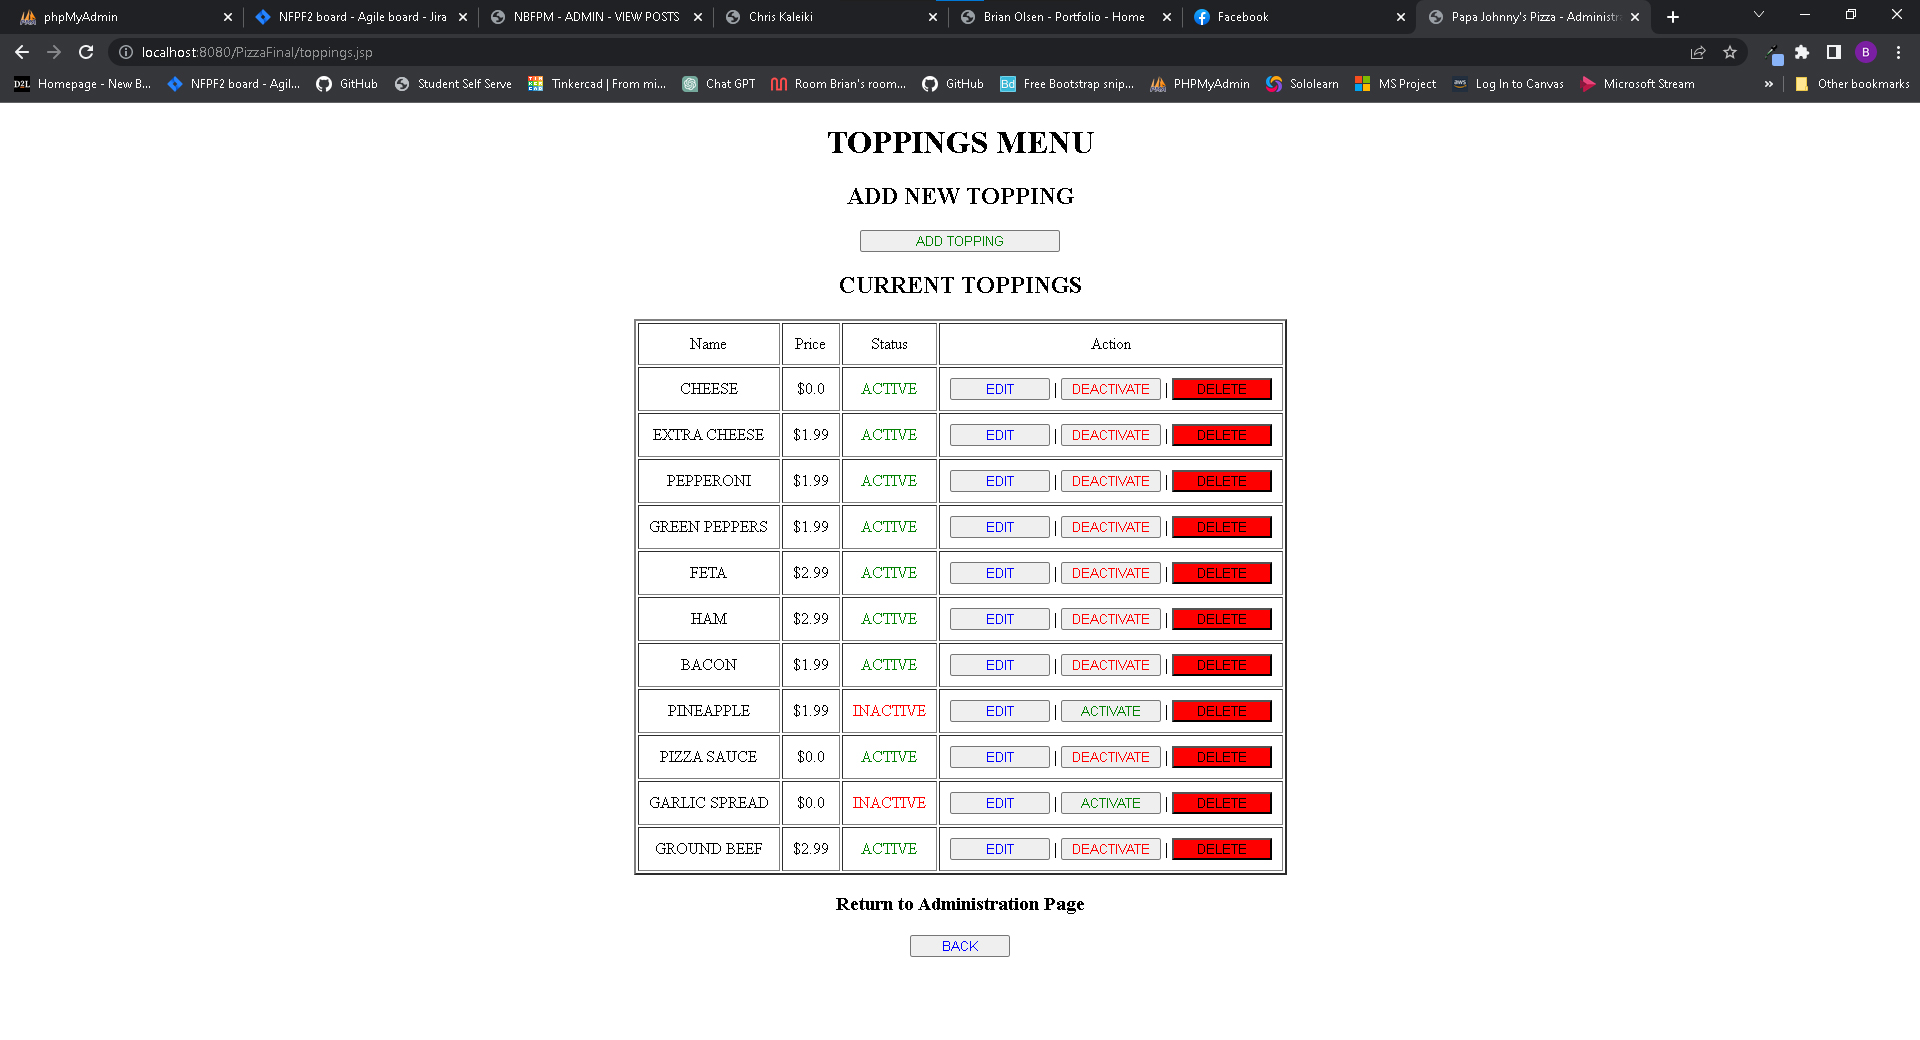 phpMyAdmin
NFPF2 board - Agile board - Jira
NBFPM - ADMIN - VIEW POSTS
Chris Kaleiki
Brian Olsen - Portfolio - Home
Facebook
Papa Johnny's Pizza - Administr
localhost:8080/PizzaFinal/toppings.jsp
B
D2L Homepage - New B...
NFPF2 board - Agil...
GitHub
Student Self Serve
Tinkercad | From mi...
Chat GPT
Room Brian's room...
GitHub
Bd Free Bootstrap snip...
PHPMyAdmin
Sololearn
MS Project
aws Log In to Canvas
Microsoft Stream
»
Other bookmarks
TOPPINGS MENU
ADD NEW TOPPING
ADD TOPPING
CURRENT TOPPINGS
Name Price Status Action
CHEESE $0.0 ACTIVE EDIT | DEACTIVATE | DELETE
EXTRA CHEESE $1.99 ACTIVE EDIT | DEACTIVATE | DELETE
PEPPERONI $1.99 ACTIVE EDIT | DEACTIVATE | DELETE
GREEN PEPPERS $1.99 ACTIVE EDIT | DEACTIVATE | DELETE
FETA $2.99 ACTIVE EDIT | DEACTIVATE | DELETE
HAM $2.99 ACTIVE EDIT | DEACTIVATE | DELETE
BACON $1.99 ACTIVE EDIT | DEACTIVATE | DELETE
PINEAPPLE $1.99 INACTIVE EDIT | ACTIVATE | DELETE
PIZZA SAUCE $0.0 ACTIVE EDIT | DEACTIVATE | DELETE
GARLIC SPREAD $0.0 INACTIVE EDIT | ACTIVATE | DELETE
GROUND BEEF $2.99 ACTIVE EDIT | DEACTIVATE | DELETE
Return to Administration Page
BACK